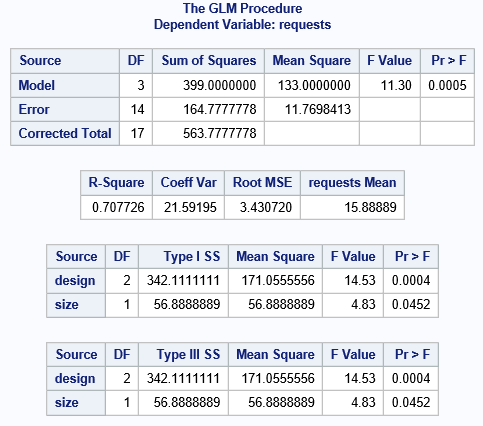 The GLM Procedure
Dependent Variable: requests
Source DF Sum of Squares Mean Square F Value Pr > F
Model 3 399.0000000 133.0000000 11.30 0.0005
Error 14 164.7777778 11.7698413
Corrected Total 17 563.7777778
R-Square Coeff Var Root MSE requests Mean
0.707726 21.59195 3.430720 15.88889
Source DF Type I SS Mean Square F Value Pr > F
design 2 342.1111111 171.0555556 14.53 0.0004
size 1 56.8888889 56.8888889 4.83 0.0452
Source DF Type III SS Mean Square F Value Pr > F
design 2 342.1111111 171.0555556 14.53 0.0004
size 1 56.8888889 56.8888889 4.83 0.0452